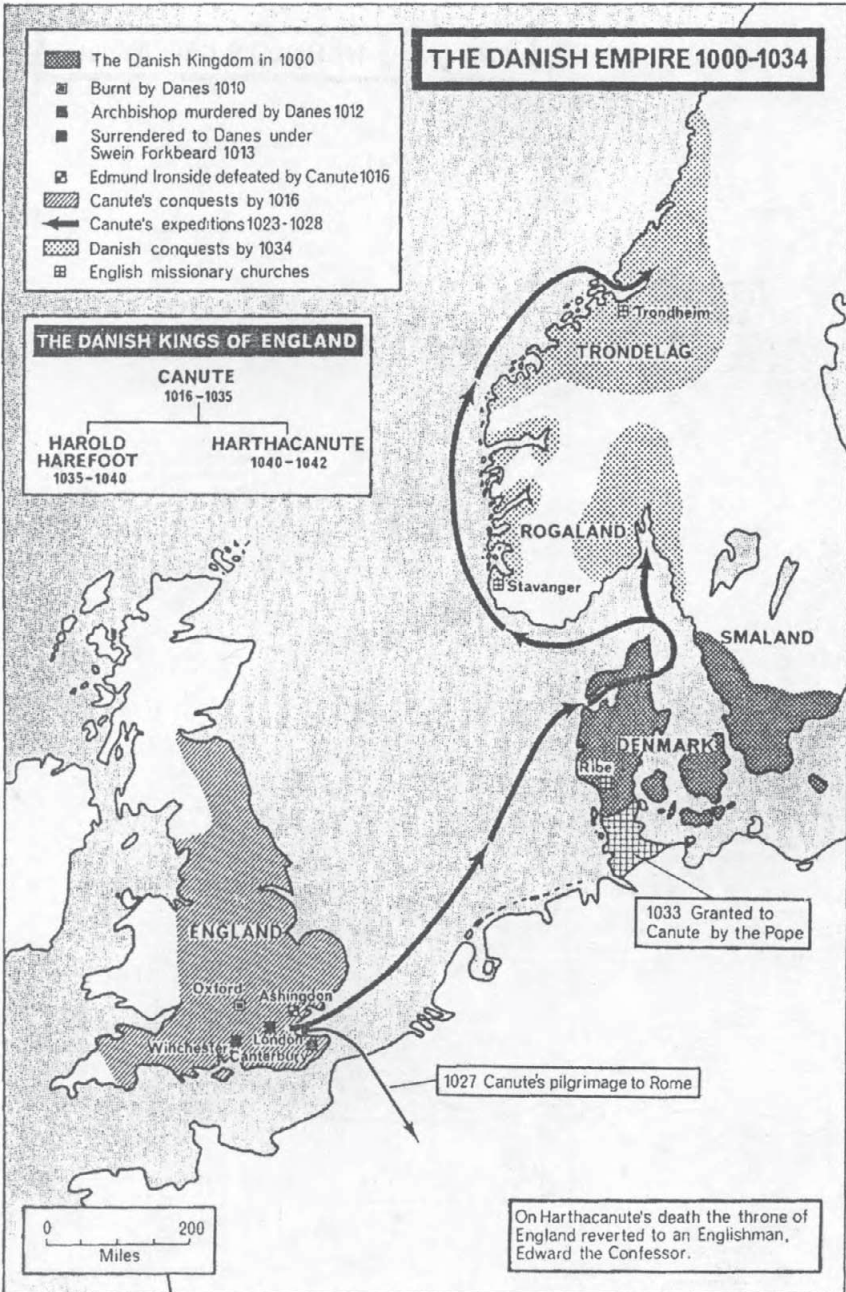 THE DANISH EMPIRE 1000-1034
The Danish Kingdom in 1000
Burnt by Danes 1010
Archbishop murdered by Danes 1012
Surrendered to Danes under
Swein Forkbeard 1013
Edmund Ironside defeated by Canute 1016
Canute's conquests by 1016
Canute's expeditions 1023-1028
Danish conquests by 1034
English missionary churches
THE DANISH KINGS OF ENGLAND
CANUTE
1016-1035
HAROLD
HAREFOOT
1035-1040
HARTHACANUTE
1040-1042
Trondheim
TRONDELAG
ROGALAND
Stavanger
SMALAND
DENMARK
Ribe
1033 Granted to
Canute by the Pope
ENGLAND
Oxford
Ashingdon
London
Winchester
Canterbury
1027 Canute's pilgrimage to Rome
0 200
Miles
On Harthacanute's death the throne of
England reverted to an Englishman,
Edward the Confessor.